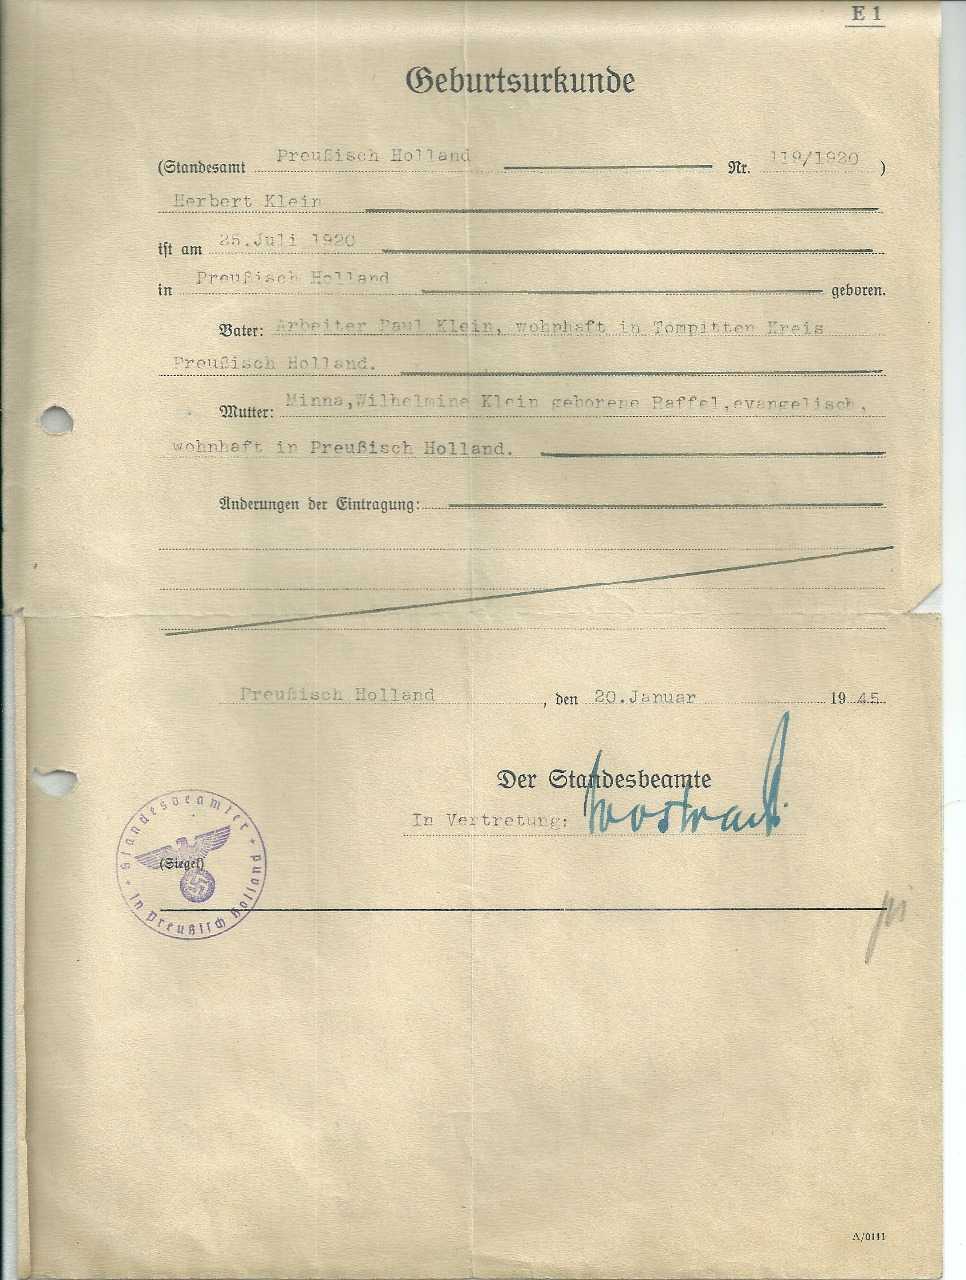 E 1
Geburtsurkunde
(Standesamt Preußisch Holland Nr. 119/1920 )
Herbert Klein
ist am 25.Juli 1920
in Preußisch Holland geboren.
Vater: Arbeiter Paul Klein, wohnhaft in Tompitten Kreis
Preußisch Holland.
Mutter: Minna,Wilhelmine Klein geborene Raffel,evangelisch,
wohnhaft in Preußisch Holland.
Änderungen der Eintragung:
Preußisch Holland , den 20.Januar 19 45.
Der Standesbeamte
In Vertretung:
Standesbeamter
(Siegel)
in Preußisch Holland
A/0111